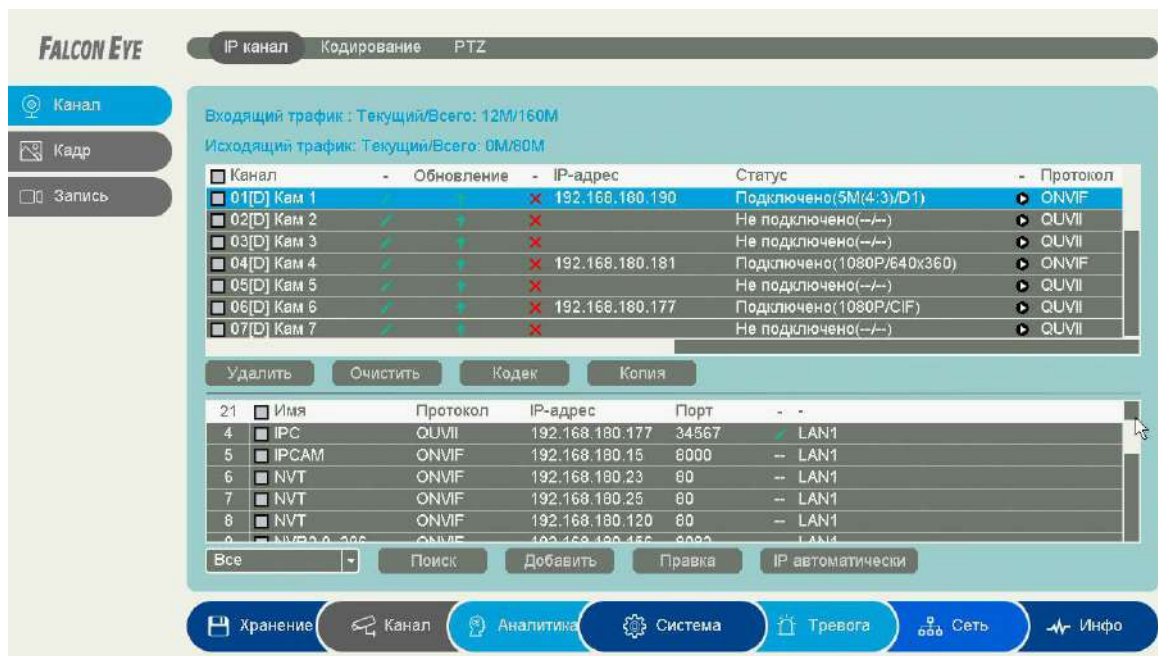 FALCON EYE
IP канал Кодирование PTZ
Канал
Кадр
Запись
Входящий трафик : Текущий/Всего: 12M/160M
Исходящий трафик: Текущий/Всего: 0M/80M
Канал - Обновление - IP-адрес Статус - Протокол
01[D] Кам 1 192.168.180.190 Подключено(5M(4:3)/D1) ONVIF
02[D] Кам 2 Не подключено(--/--) QUVII
03[D] Кам 3 Не подключено(--/--) QUVII
04[D] Кам 4 192.168.180.181 Подключено(1080P/640x360) ONVIF
05[D] Кам 5 Не подключено(--/--) QUVII
06[D] Кам 6 192.168.180.177 Подключено(1080P/CIF) QUVII
07[D] Кам 7 Не подключено(--/--) QUVII
Удалить Очистить Кодек Копия
21 Имя Протокол IP-адрес Порт - -
4 IPC QUVII 192.168.180.177 34567 LAN1
5 IPCAM ONVIF 192.168.180.15 8000 -- LAN1
6 NVT ONVIF 192.168.180.23 80 -- LAN1
7 NVT ONVIF 192.168.180.25 80 -- LAN1
8 NVT ONVIF 192.168.180.120 80 -- LAN1
Все Поиск Добавить Правка IP автоматически
Хранение Канал Аналитика Система Тревога Сеть Инфо